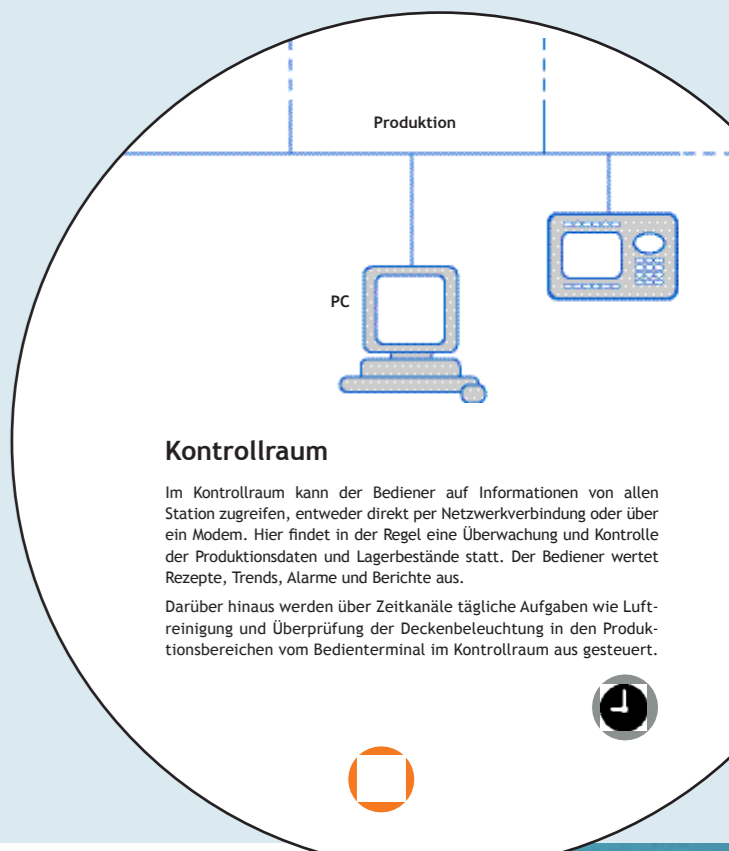 Produktion
PC
Kontrollraum
Im Kontrollraum kann der Bediener auf Informationen von allen
Station zugreifen, entweder direkt per Netzwerkverbindung oder über
ein Modem. Hier findet in der Regel eine Überwachung und Kontrolle
der Produktionsdaten und Lagerbestände statt. Der Bediener wertet
Rezepte, Trends, Alarme und Berichte aus.
Darüber hinaus werden über Zeitkanäle tägliche Aufgaben wie Luft-
reinigung und Überprüfung der Deckenbeleuchtung in den Produk-
tionsbereichen vom Bedienterminal im Kontrollraum aus gesteuert.